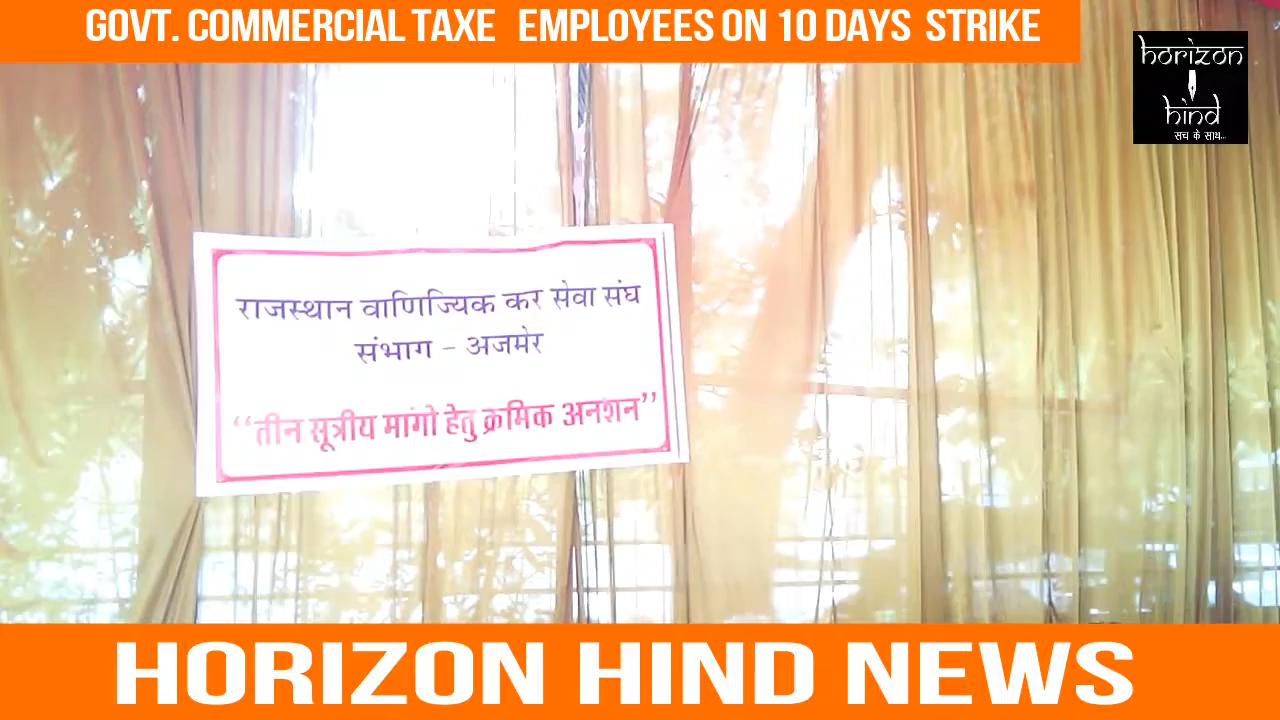 GOVT. COMMERCIAL TAXE EMPLOYEES ON 10 DAYS STRIKE
horizon
hind
सच के साथ...
राजस्थान वाणिज्यिक कर सेवा संघ
संभाग - अजमेर
“तीन सूत्रीय मांगो हेतु क्रमिक अनशन”
HORIZON HIND NEWS